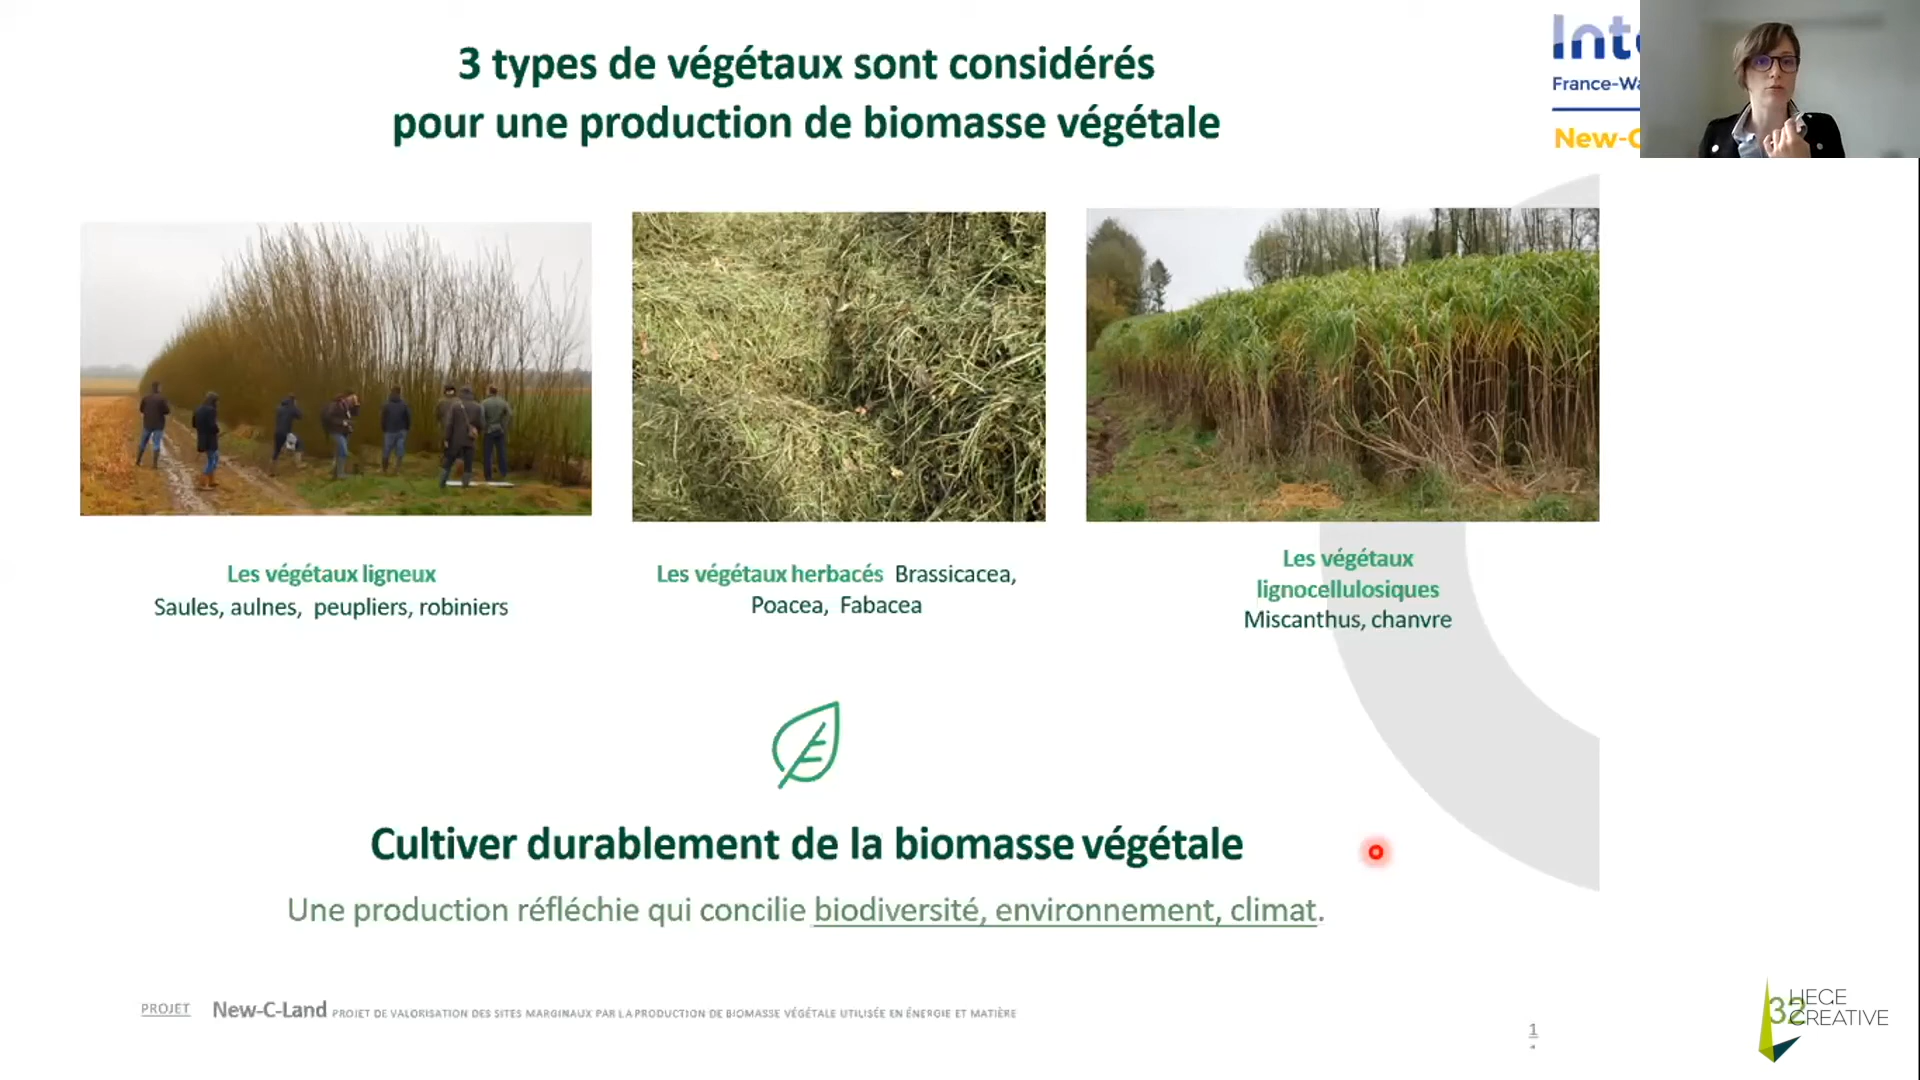 3 types de végétaux sont considérés
pour une production de biomasse végétale
France-Wa
Les végétaux ligneux
Saules, aulnes, peupliers, robiniers
Les végétaux herbacés Brassicacea,
Poacea, Fabacea
Les végétaux
lignocellulosiques
Miscanthus, chanvre
Cultiver durablement de la biomasse végétale
Une production réfléchie qui concilie biodiversité, environnement, climat.
PROJET New-C-Land PROJET DE VALORISATION DES SITES MARGINAUX PAR LA PRODUCTION DE BIOMASSE VÉGÉTALE UTILISÉE EN ÉNERGIE ET MATIÈRE
32
LIEGE
CREATIVE